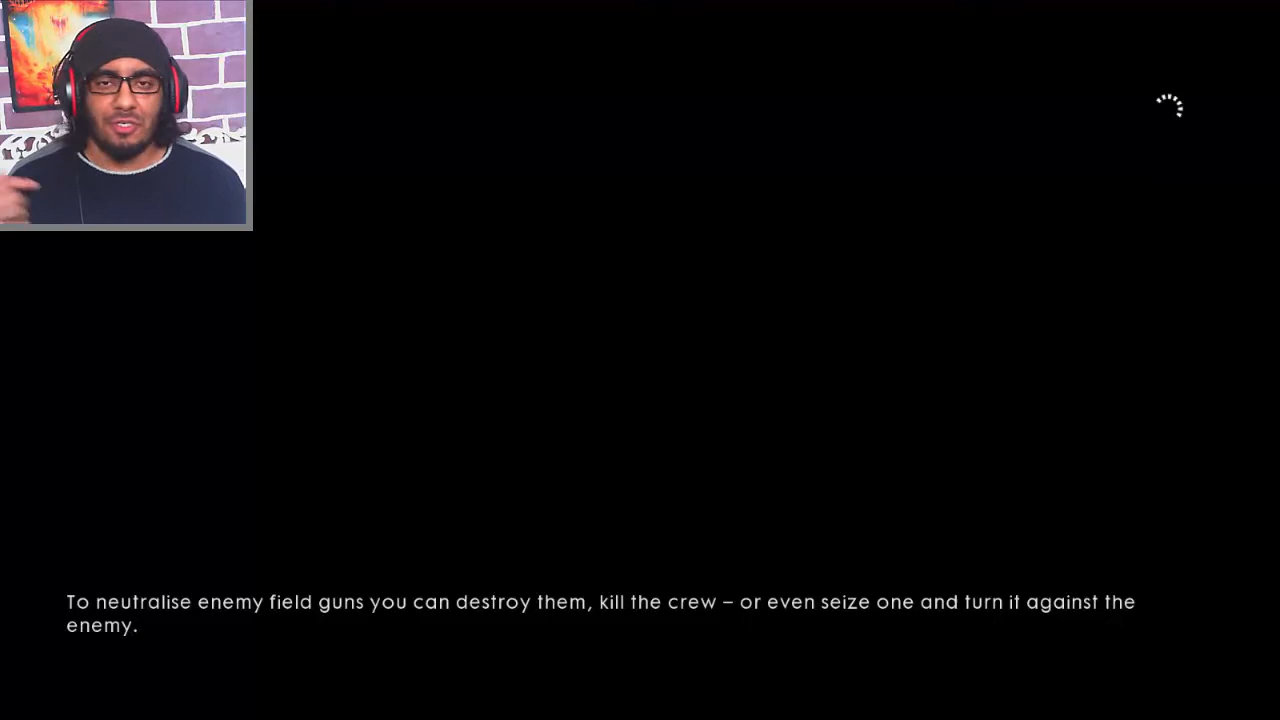 To neutralise enemy field guns you can destroy them, kill the crew – or even seize one and turn it against the
enemy.